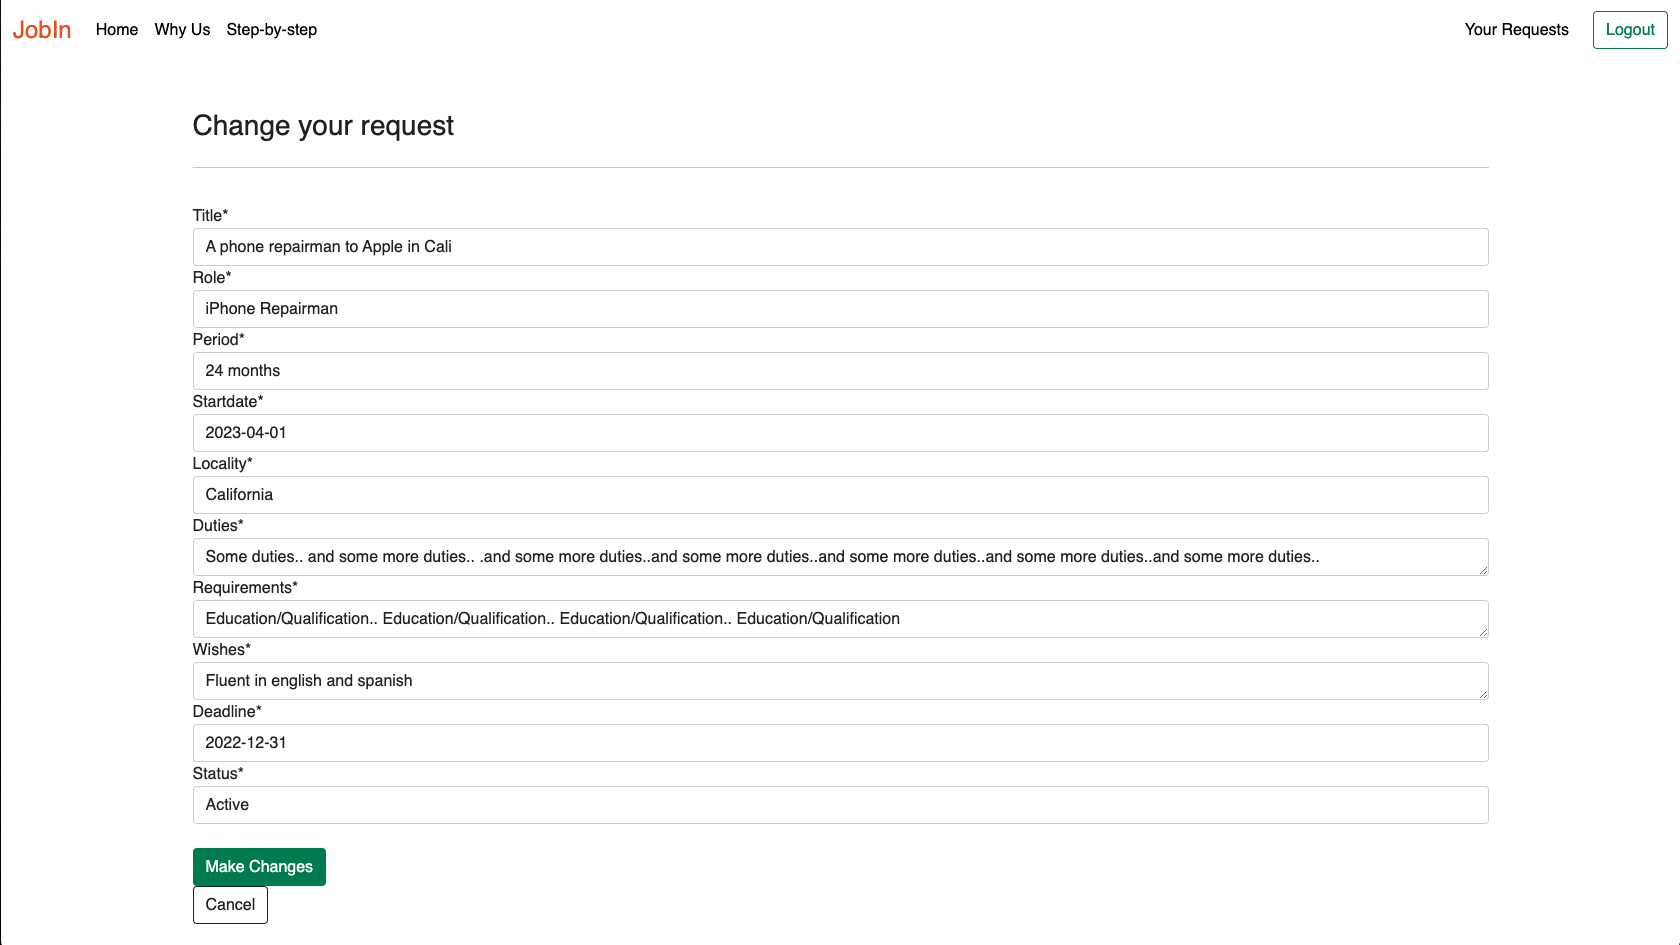 JobIn Home Why Us Step-by-step Your Requests Logout
Change your request
Title*
A phone repairman to Apple in Cali
Role*
iPhone Repairman
Period*
24 months
Startdate*
2023-04-01
Locality*
California
Duties*
Some duties.. and some more duties.. .and some more duties..and some more duties..and some more duties..and some more duties..and some more duties..
Requirements*
Education/Qualification.. Education/Qualification.. Education/Qualification.. Education/Qualification
Wishes*
Fluent in english and spanish
Deadline*
2022-12-31
Status*
Active
Make Changes
Cancel